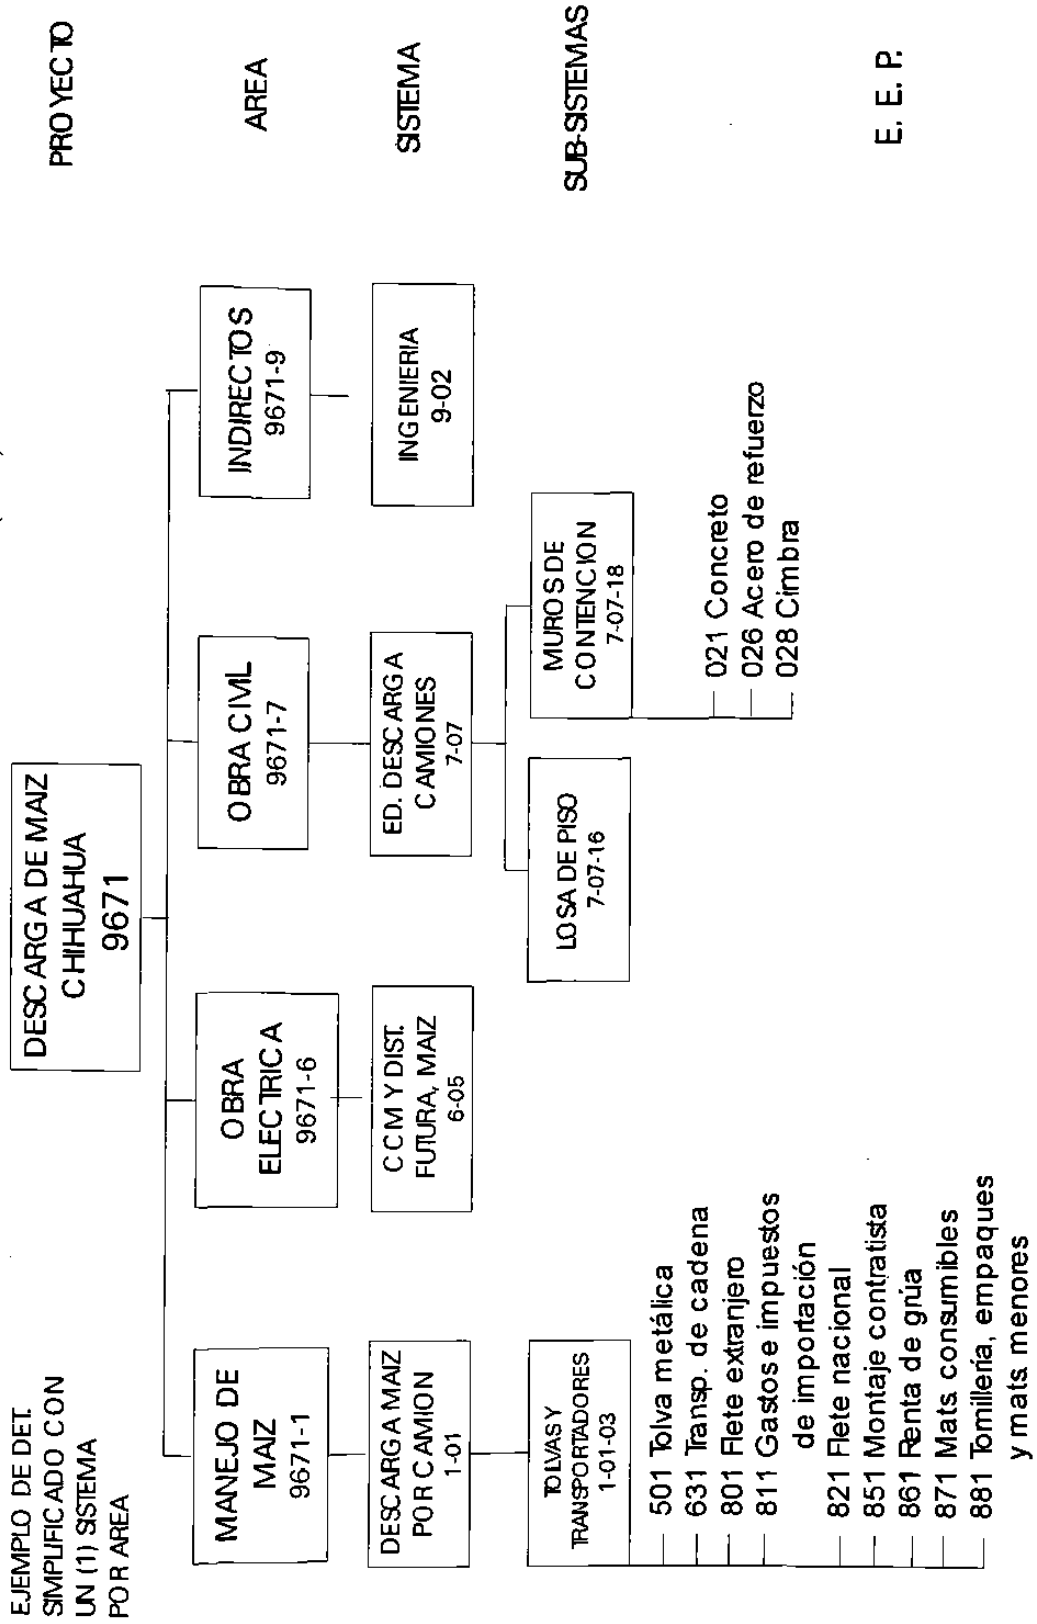 EJEMPLO DE DET.
SIMPLIFICADO CON
UN (1) SISTEMA
POR AREA
DESCARGA DE MAIZ
CHIHUAHUA
9671
PROYECTO
MANEJO DE
MAIZ
9671-1
OBRA
ELECTRICA
9671-6
OBRA CIVIL
9671-7
INDIRECTOS
9671-9
AREA
DESCARGA MAIZ
POR CAMION
1-01
CCM Y DIST.
FUTURA, MAIZ
6-05
ED. DESCARGA
CAMIONES
7-07
INGENIERIA
9-02
SISTEMA
TOLVAS Y
TRANSPORTADORES
1-01-03
LOSA DE PISO
7-07-16
MUROS DE
CONTENCION
7-07-18
SUB-SISTEMAS
501 Tolva metálica
631 Transp. de cadena
801 Flete extranjero
811 Gastos e impuestos
de importación
821 Flete nacional
851 Montaje contratista
861 Renta de grúa
871 Mats. consumibles
881 Tornillería, empaques
y mats. menores
021 Concreto
026 Acero de refuerzo
028 Cimbra
E. E. P.